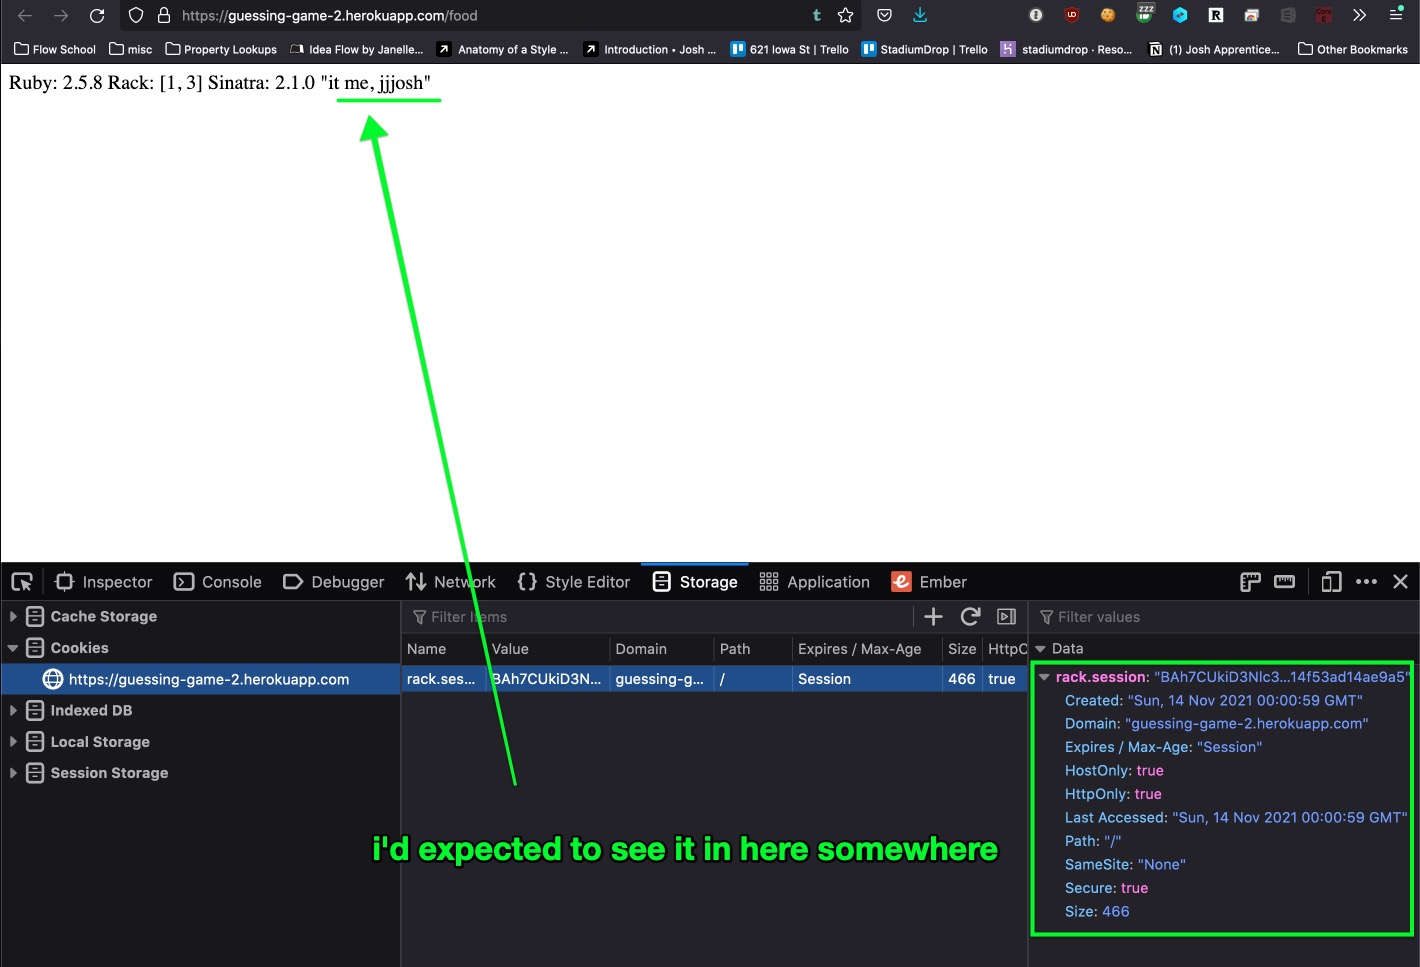 https://guessing-game-2.herokuapp.com/food
Flow School misc Property Lookups Idea Flow by Janelle... Anatomy of a Style ... Introduction • Josh ... 621 Iowa St | Trello StadiumDrop | Trello stadiumdrop · Reso... (1) Josh Apprentice... Other Bookmarks
Ruby: 2.5.8 Rack: [1, 3] Sinatra: 2.1.0 "it me, jjjosh"
Inspector Console Debugger Network Style Editor Storage Application Ember
Cache Storage
Cookies
https://guessing-game-2.herokuapp.com
Indexed DB
Local Storage
Session Storage
Filter Items
Name Value Domain Path Expires / Max-Age Size HttpO
rack.ses... BAh7CUkiD3N... guessing-g... / Session 466 true
i'd expected to see it in here somewhere
Filter values
Data
rack.session: "BAh7CUkiD3NIc3...14f53ad14ae9a5"
Created: "Sun, 14 Nov 2021 00:00:59 GMT"
Domain: "guessing-game-2.herokuapp.com"
Expires / Max-Age: "Session"
HostOnly: true
HttpOnly: true
Last Accessed: "Sun, 14 Nov 2021 00:00:59 GMT"
Path: "/"
SameSite: "None"
Secure: true
Size: 466